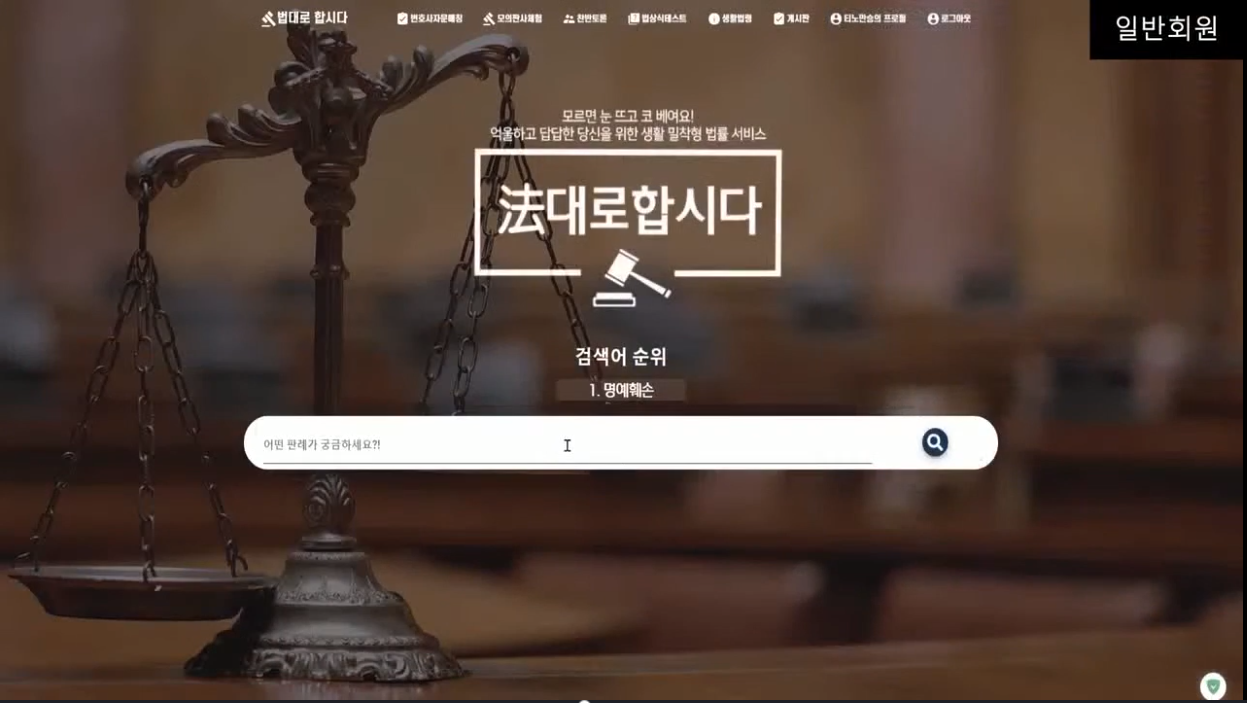 법대로 합시다
변호사자문매칭
모의판사체험
찬반토론
법상식테스트
생활법령
게시판
티노만승의 프로필
로그아웃
일반회원
모르면 눈 뜨고 코 베여요!
억울하고 답답한 당신을 위한 생활 밀착형 법률 서비스
法대로합시다
검색어 순위
1. 명예훼손
어떤 판례가 궁금하세요?!